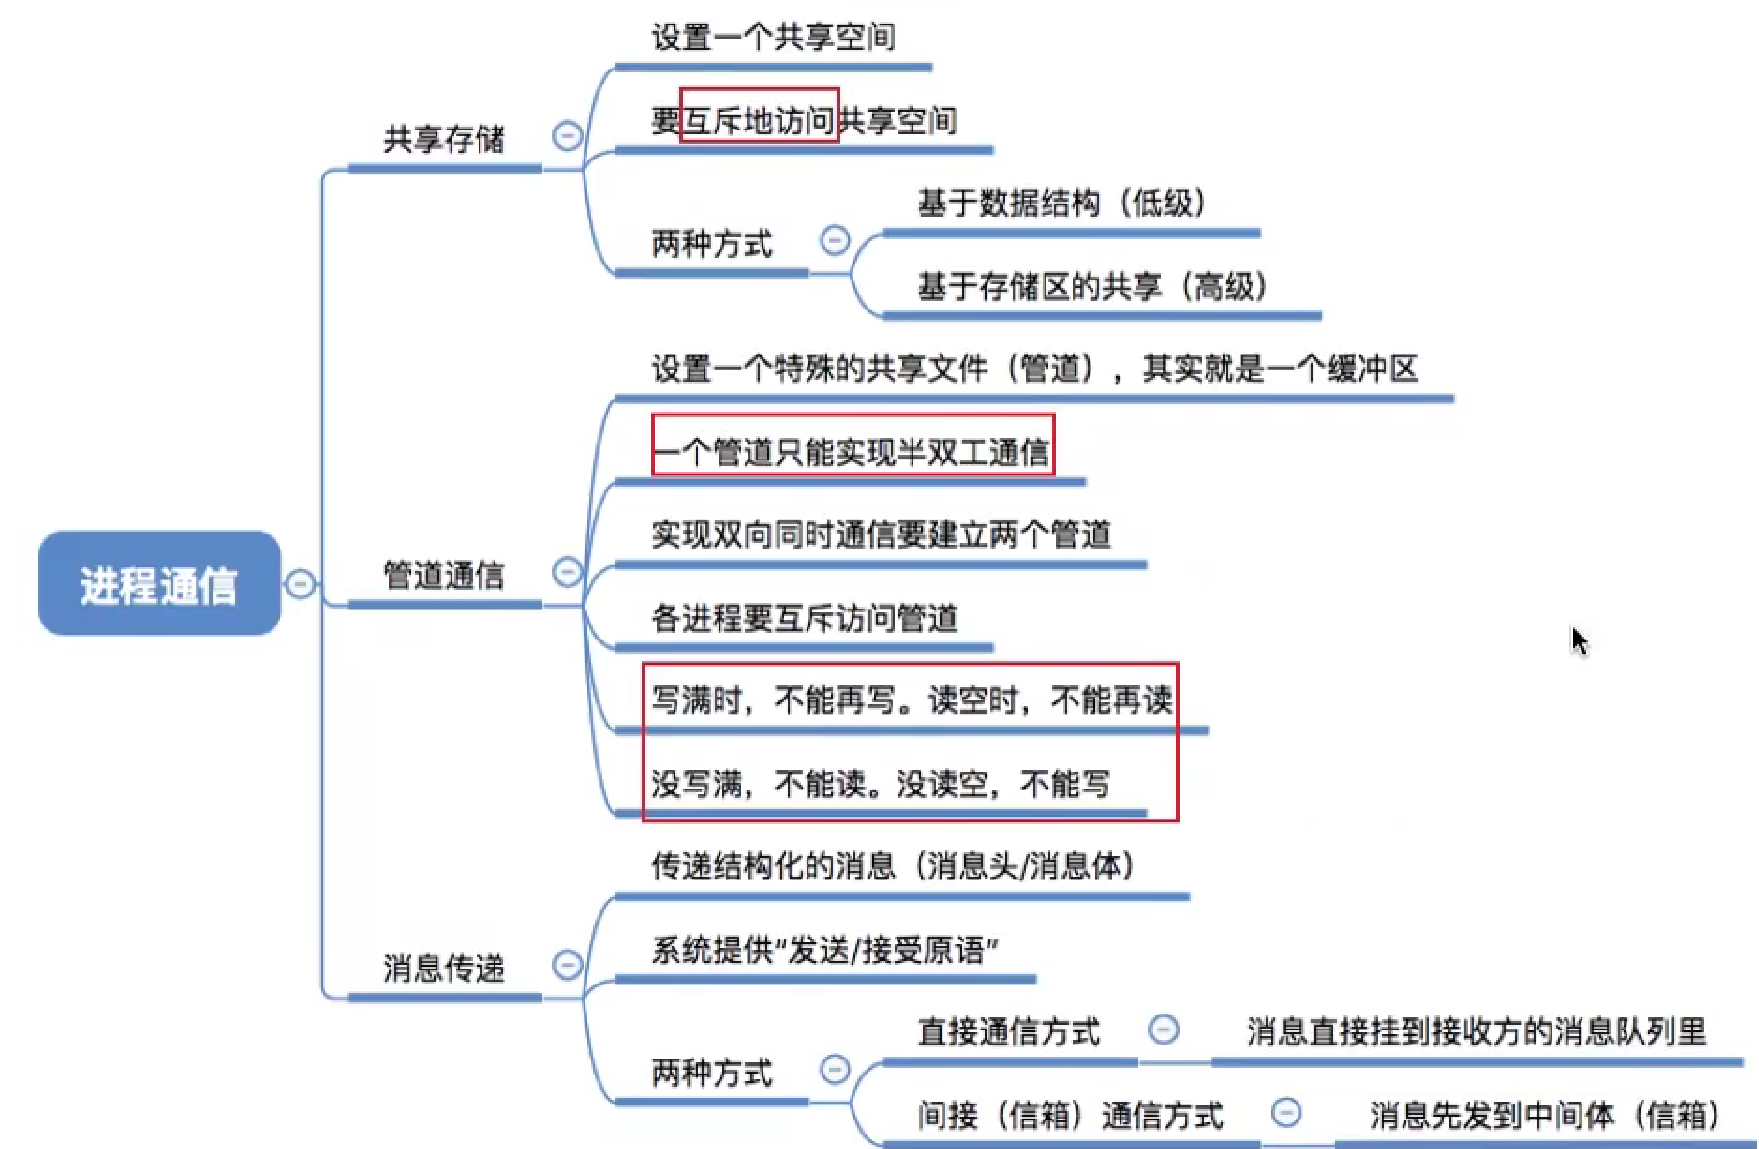 进程通信
共享存储
设置一个共享空间
要互斥地访问共享空间
两种方式
基于数据结构（低级）
基于存储区的共享（高级）
管道通信
设置一个特殊的共享文件（管道），其实就是一个缓冲区
一个管道只能实现半双工通信
实现双向同时通信要建立两个管道
各进程要互斥访问管道
写满时，不能再写。读空时，不能再读
没写满，不能读。没读空，不能写
消息传递
传递结构化的消息（消息头/消息体）
系统提供“发送/接受原语”
两种方式
直接通信方式
消息直接挂到接收方的消息队列里
间接（信箱）通信方式
消息先发到中间体（信箱）